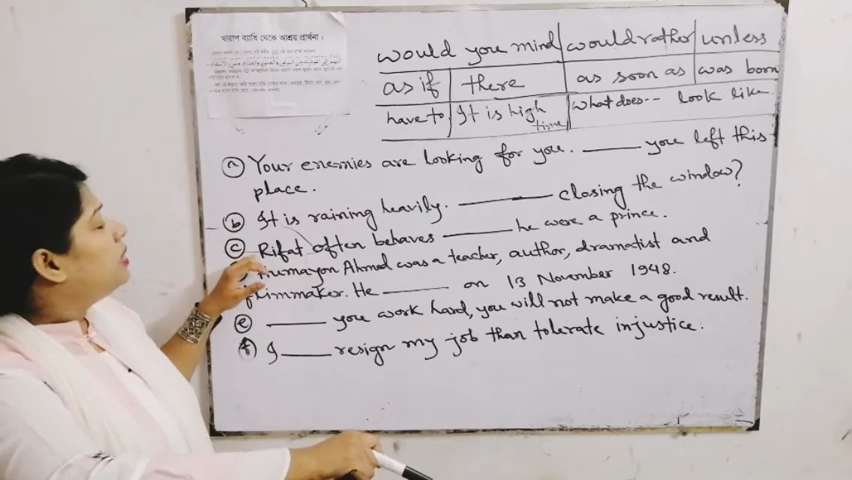 খারাপ ব্যাধি থেকে আশ্রয় প্রার্থনা :
would you mind would rather unless
as if there as soon as was born
have to It is high time what does-- look like
(a) Your enemies are looking for you. ______ you left this
place.
(b) It is raining heavily. ______ closing the window?
(c) Rifat often behaves ______ he were a prince.
Humayon Ahmed was a teacher, author, dramatist and
filmmaker. He ______ on 13 November 1948.
(e) ______ you work hard, you will not make a good result.
(f) I ______ resign my job than tolerate injustice.